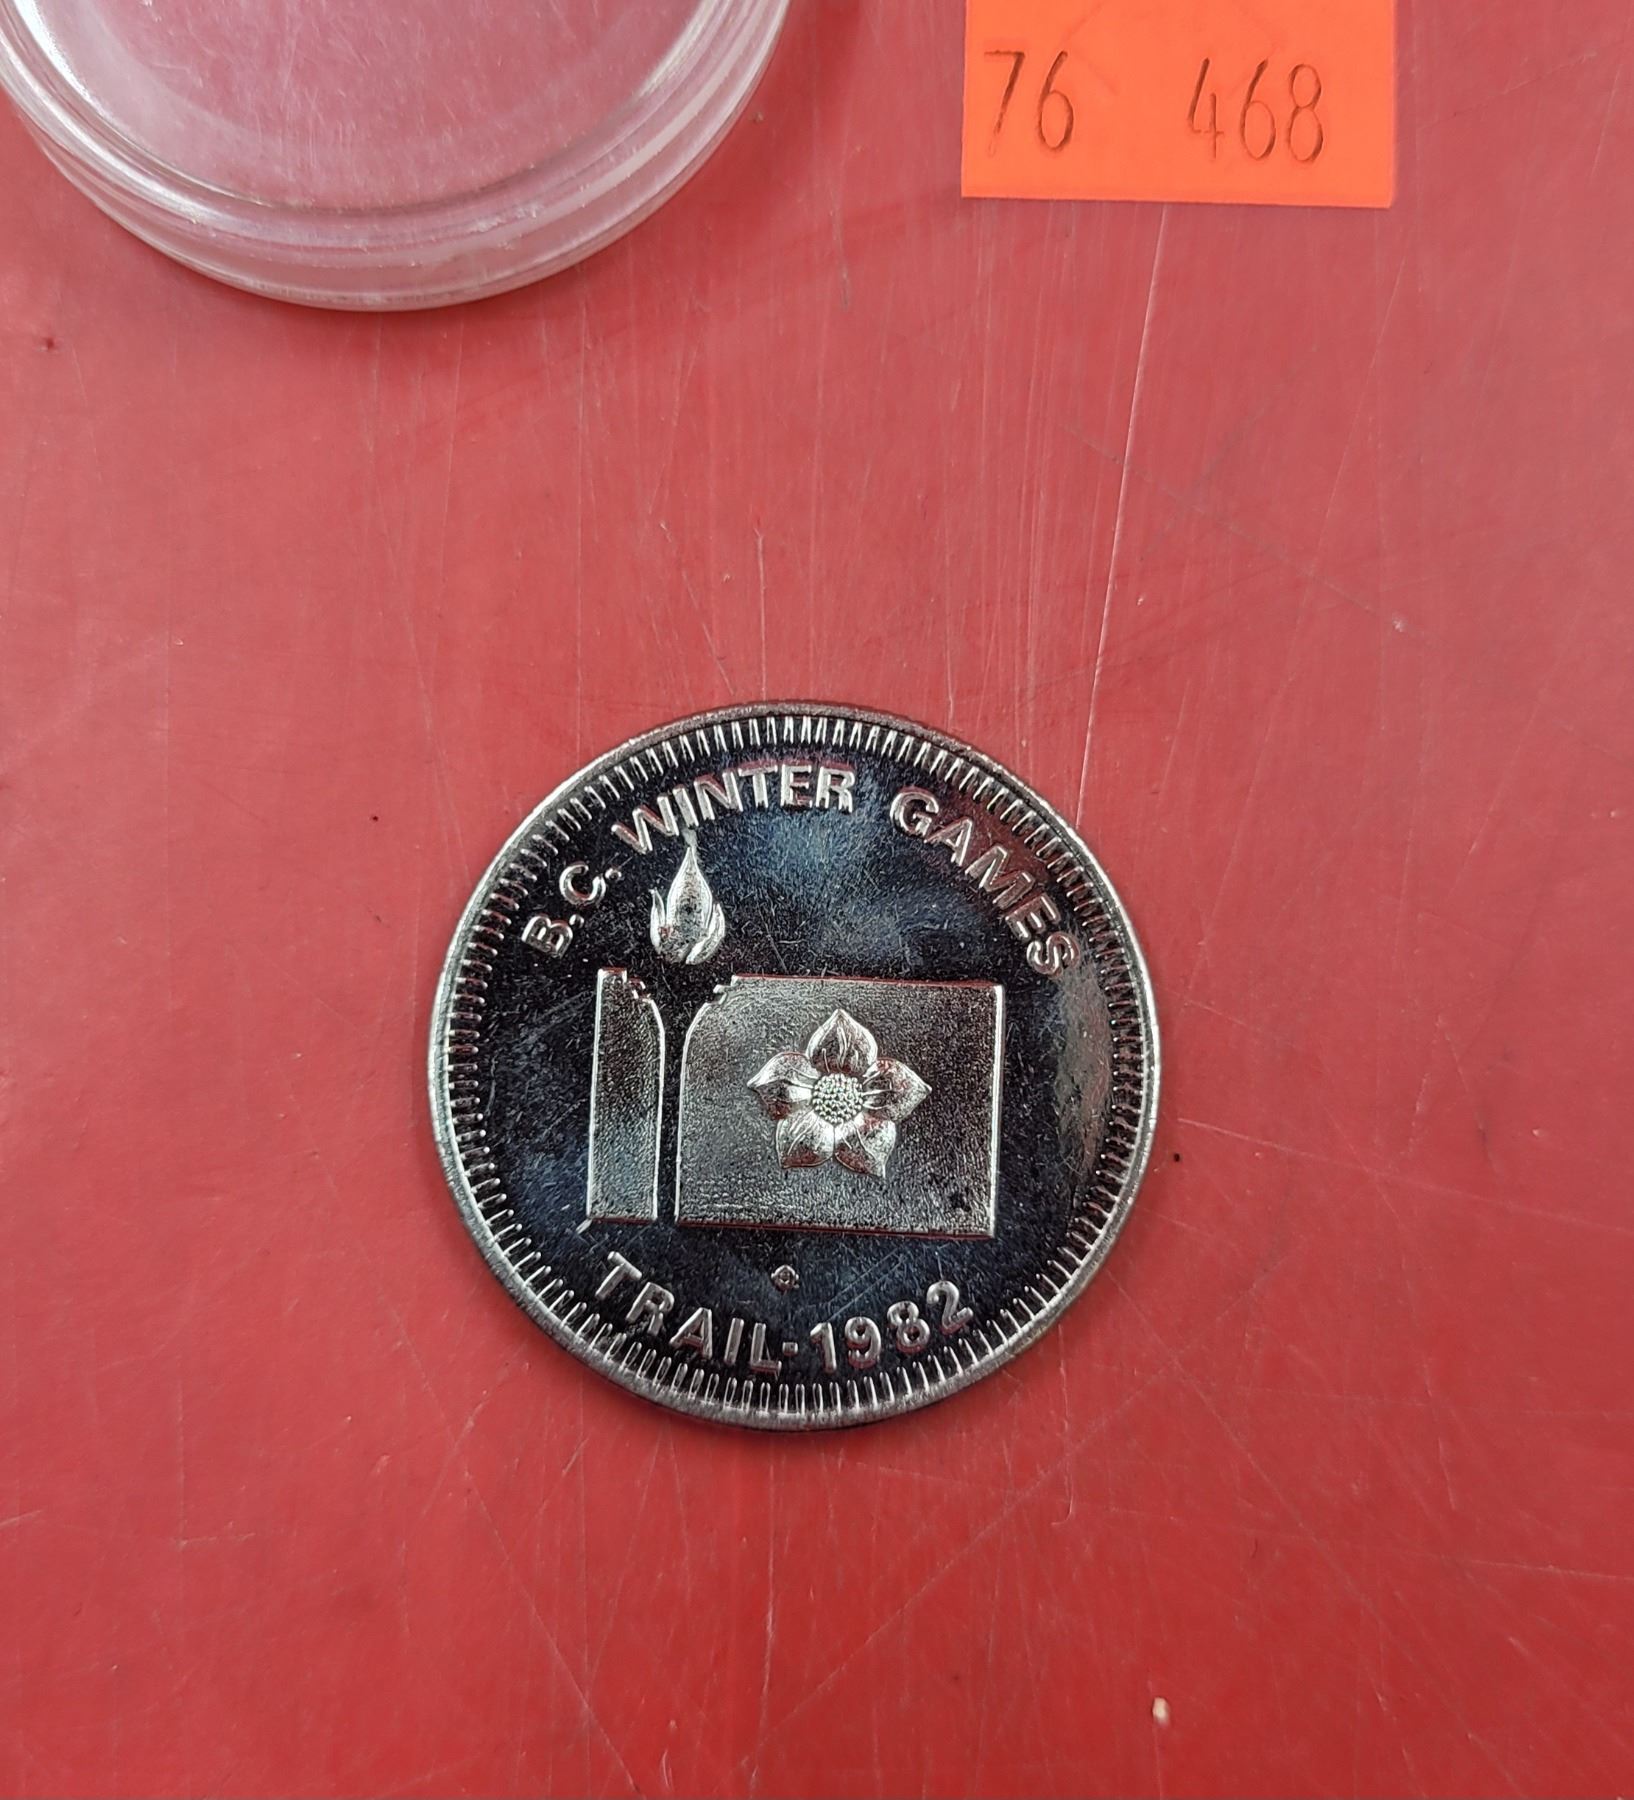 76 468
B.C. WINTER GAMES
TRAIL-1982